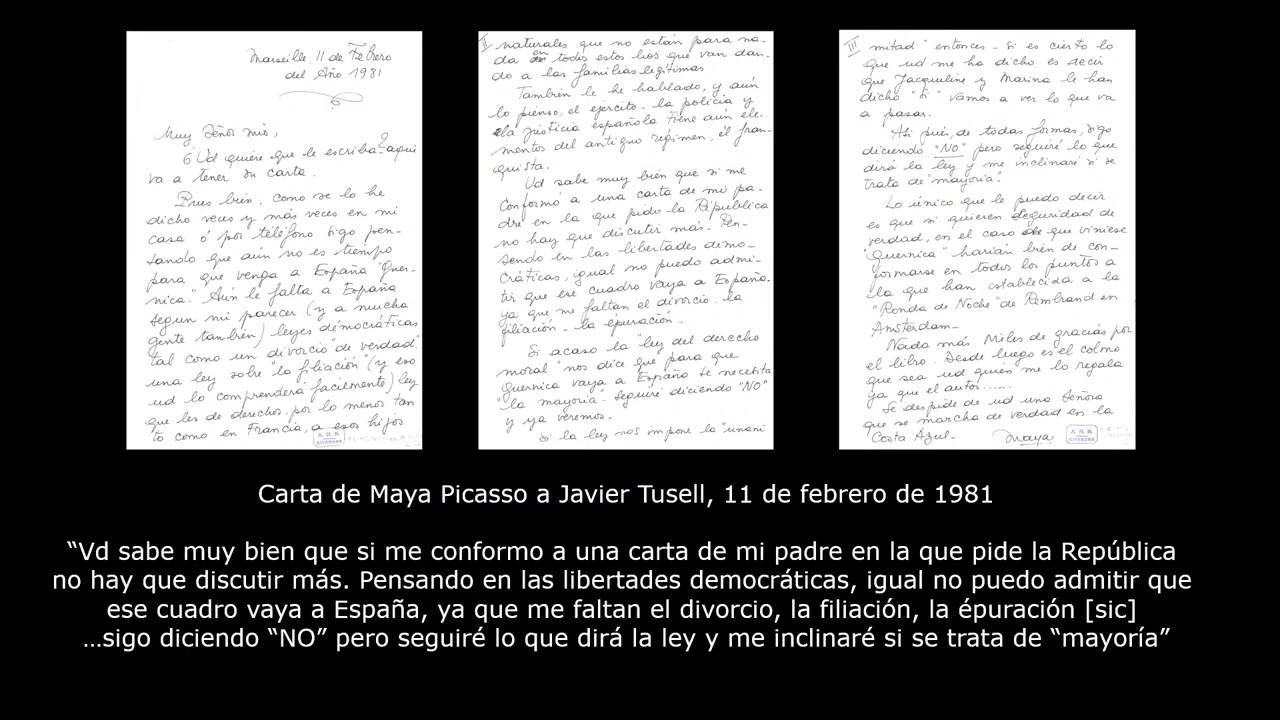 Marseille, 11 de Febrero
del Año 1981
Muy Señor mío,
¿Ud quiere que le escriba? aqui
va a tener su carta.
Pues bien, como se lo he
dicho veces y más veces en mi
casa ó por teléfono sigo pen-
sando que aún no es tiempo
para que venga a España "Guer-
nica." Aún le falta a España
segun mi parecer (y a mucha
gente también) leyes démocráticas
tal como un divorcio "de verdad"
una ley sobre "la filiación" (y eso
ud lo comprenderá fácilmente) ley
que les de derechos, por lo menos tan
to como en Francia, a esos hijos
A. H. N.
II naturales que no están para na-
da en todos estos líos que van dan-
do a las familias legítimas
También le he hablado, y aún
lo pienso, el ejército - la policía y
la justicia española tiene aún ele-
mentos del antiguo régimen, el fran-
quista.
Ud sabe muy bien que si me
conformó a una carta de mi pa-
dre en la que pide la República
no hay que discutir más. Pen-
sando en las libertades demo-
cráticas, igual no puedo admi-
tir que ese cuadro vaya a España.
ya que me faltan el divorcio - la
filiación - la épuración -
Si acaso la "ley del derecho
moral" nos dice que para que
Guernica vaya a España se necesita
"la mayoria" - Seguiré diciendo "NO"
y ya veremos.
Si la ley nos impone la "unani
III mitad" entonces - Si es cierto lo
que ud me ha dicho es decir
que Jacqueline y Marina le han
dicho "Si" vamos a ver lo que va
a pasar.
Asi pués, de todas formas, sigo
diciendo "NO" pero seguiré lo que
dirá la ley y me inclinaré si se
trata de "mayoría".
Lo único que le puedo decir
es que si quieren seguridad de
verdad, en el caso de que viniese
"Guernica" harian bien de con-
formarse en todos los puntos a
la que han establecida a la
"Ronda de Noche" de Rembrand en
Amsterdam -
Nada más. Miles de gracias por
el libro. Desde luego es el colmo
que sea ud quien me lo regala
ya que el autor......
Se despide de ud una Señora
que se marcha de verdad en la
Costa Azul - Maya
A. H. N.
Carta de Maya Picasso a Javier Tusell, 11 de febrero de 1981
“Vd sabe muy bien que si me conformo a una carta de mi padre en la que pide la República
no hay que discutir más. Pensando en las libertades democráticas, igual no puedo admitir que
ese cuadro vaya a España, ya que me faltan el divorcio, la filiación, la épuración [sic]
…sigo diciendo “NO” pero seguiré lo que dirá la ley y me inclinaré si se trata de “mayoría”